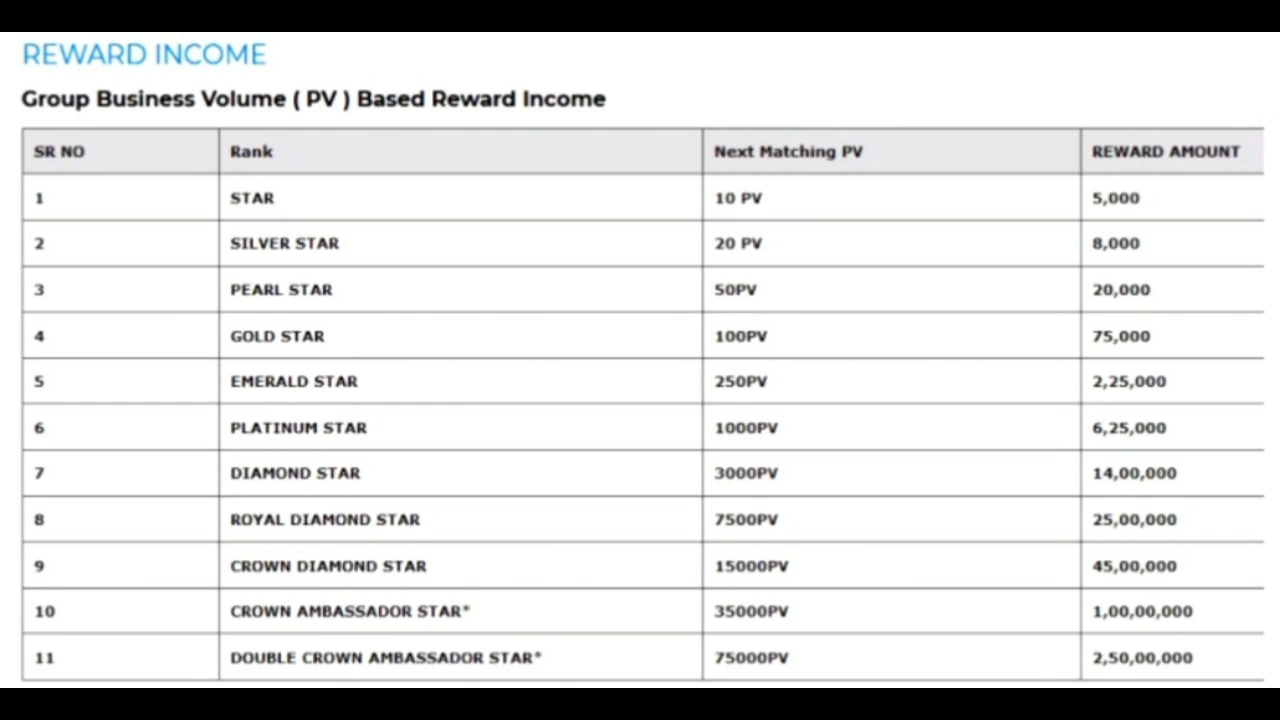 REWARD INCOME
Group Business Volume ( PV ) Based Reward Income
SR NO Rank Next Matching PV REWARD AMOUNT
1 STAR 10 PV 5,000
2 SILVER STAR 20 PV 8,000
3 PEARL STAR 50PV 20,000
4 GOLD STAR 100PV 75,000
5 EMERALD STAR 250PV 2,25,000
6 PLATINUM STAR 1000PV 6,25,000
7 DIAMOND STAR 3000PV 14,00,000
8 ROYAL DIAMOND STAR 7500PV 25,00,000
9 CROWN DIAMOND STAR 15000PV 45,00,000
10 CROWN AMBASSADOR STAR* 35000PV 1,00,00,000
11 DOUBLE CROWN AMBASSADOR STAR* 75000PV 2,50,00,000